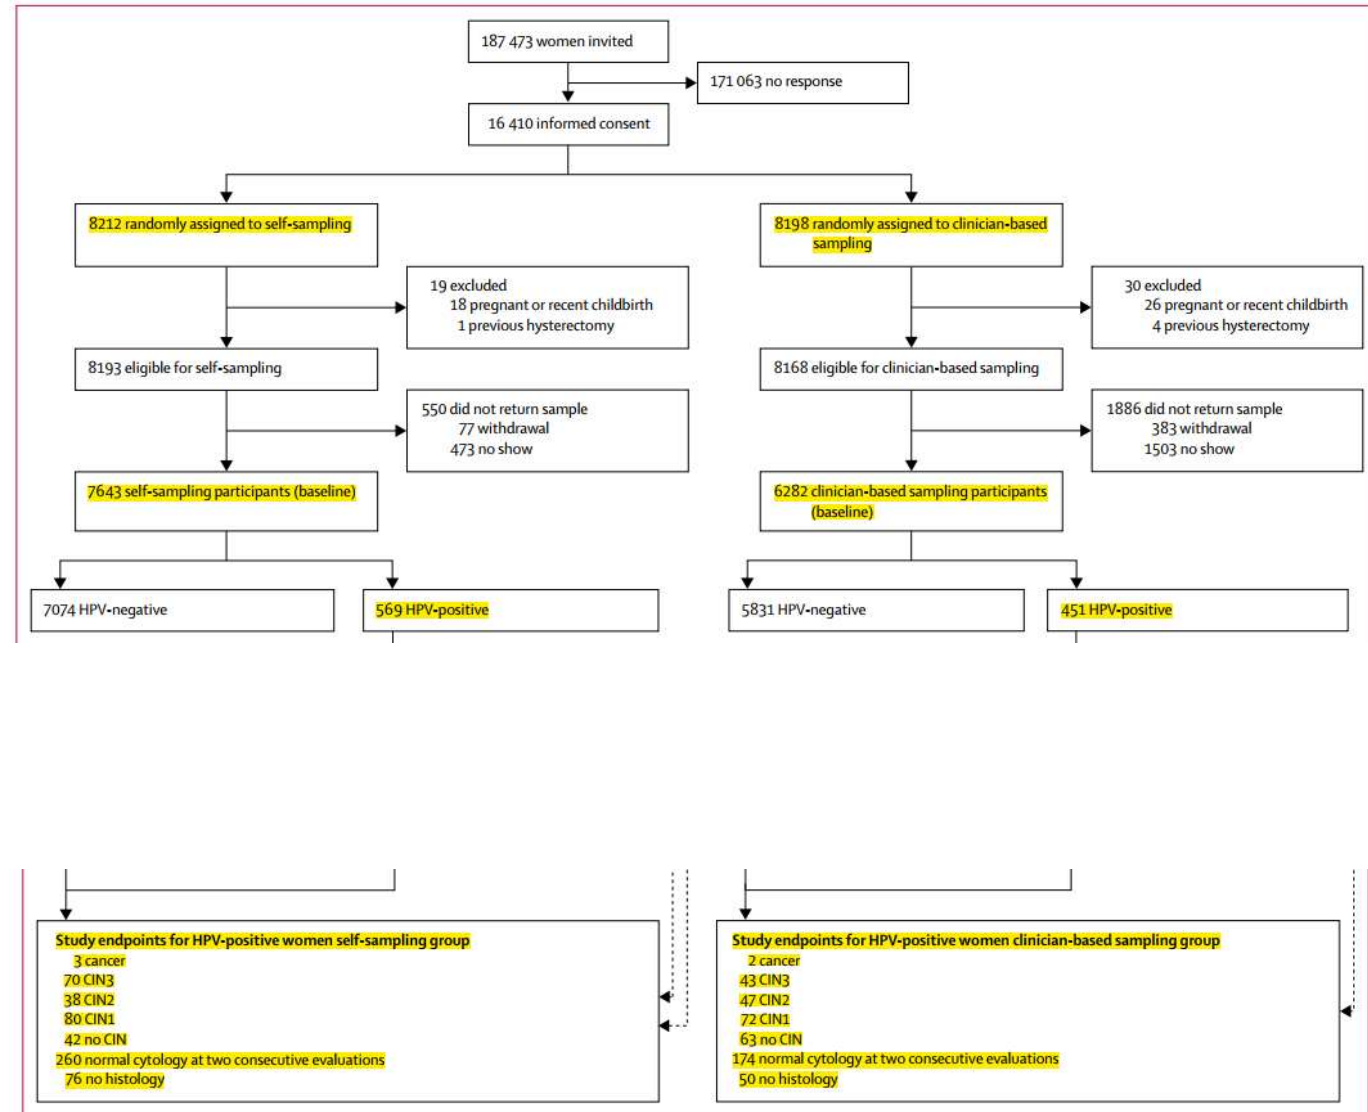 187 473 women invited
171 063 no response
16 410 informed consent
8212 randomly assigned to self-sampling
8198 randomly assigned to clinician-based
sampling
19 excluded
18 pregnant or recent childbirth
1 previous hysterectomy
30 excluded
26 pregnant or recent childbirth
4 previous hysterectomy
8193 eligible for self-sampling
8168 eligible for clinician-based sampling
550 did not return sample
77 withdrawal
473 no show
1886 did not return sample
383 withdrawal
1503 no show
7643 self-sampling participants (baseline)
6282 clinician-based sampling participants
(baseline)
7074 HPV-negative
569 HPV-positive
5831 HPV-negative
451 HPV-positive
Study endpoints for HPV-positive women self-sampling group
3 cancer
70 CIN3
38 CIN2
80 CIN1
42 no CIN
260 normal cytology at two consecutive evaluations
76 no histology
Study endpoints for HPV-positive women clinician-based sampling group
2 cancer
43 CIN3
47 CIN2
72 CIN1
63 no CIN
174 normal cytology at two consecutive evaluations
50 no histology